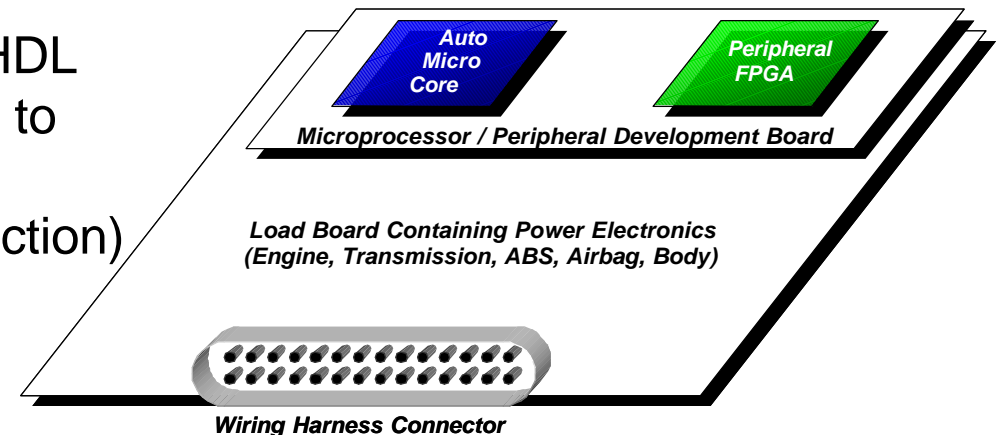 HDL
to
ction)
Auto
Micro
Core
Peripheral
FPGA
Microprocessor / Peripheral Development Board
Load Board Containing Power Electronics
(Engine, Transmission, ABS, Airbag, Body)
Wiring Harness Connector